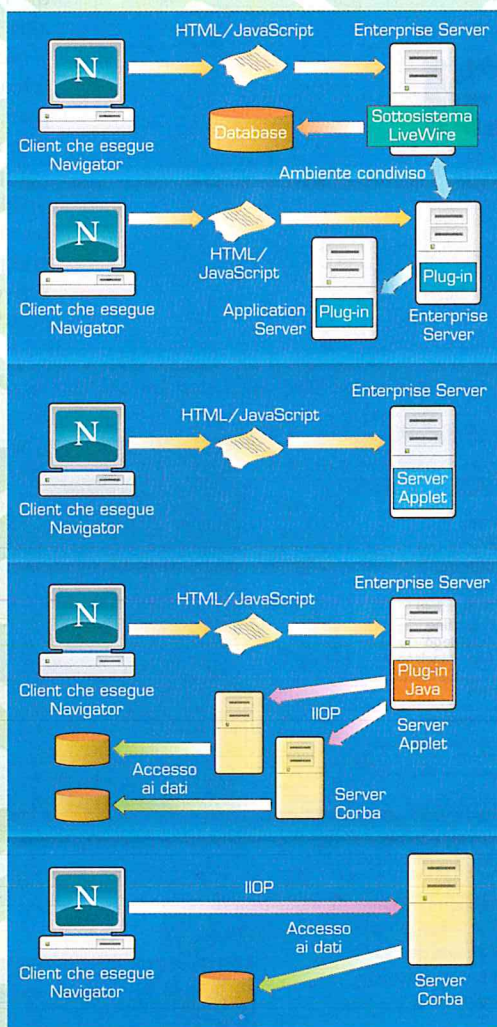 HTML/JavaScript
Enterprise Server
N
Database
Sottosistema
LiveWire
Client che esegue
Navigator
Ambiente condiviso
N
HTML/
JavaScript
Plug-in
Application
Server
Plug-in
Enterprise
Server
Client che esegue
Navigator
Enterprise Server
HTML/JavaScript
N
Server
Applet
Client che esegue
Navigator
Enterprise Server
HTML/JavaScript
N
Plug-in
Java
Client che esegue
Navigator
IIOP
Server
Applet
Accesso
ai dati
Server
Corba
N
IIOP
Accesso
ai dati
Client che esegue
Navigator
Server
Corba